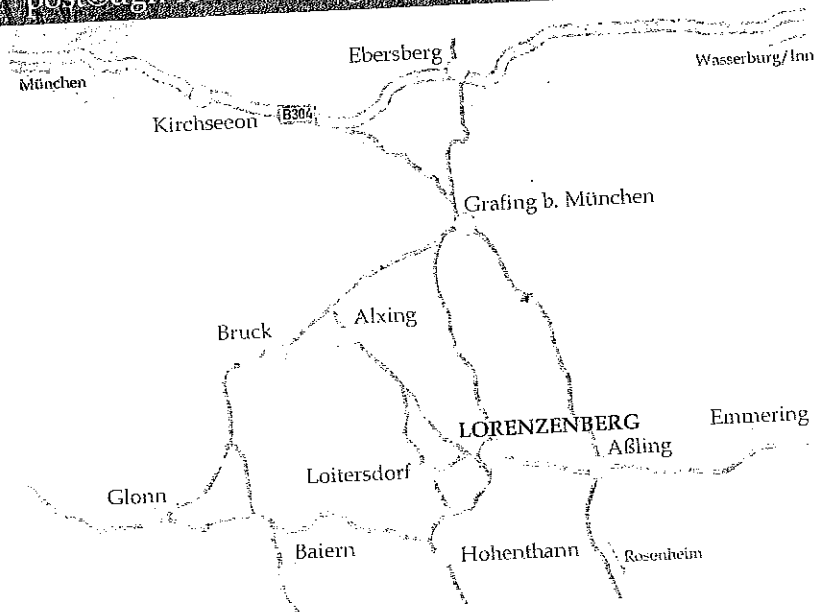 Ebersberg
Wasserburg/Inn
München
Kirchseeon
B304
Grafing b. München
Alxing
Bruck
LORENZENBERG
Emmering
Aßling
Loitersdorf
Glonn
Baiern
Hohenthann
Rosenheim